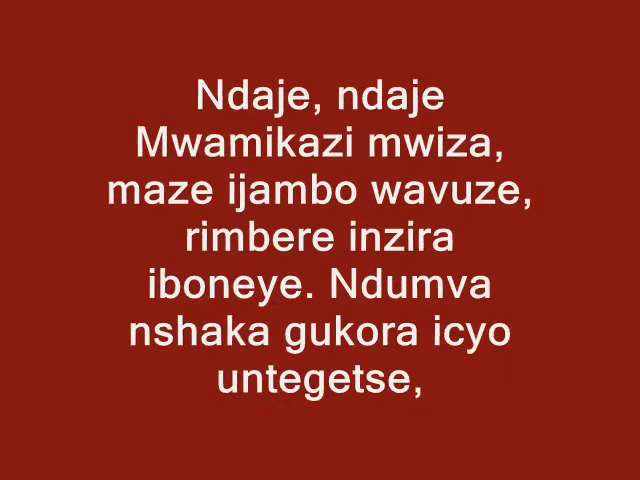 Ndaje, ndaje
Mwamikazi mwiza,
maze ijambo wavuze,
rimbere inzira
iboneye. Ndumva
nshaka gukora icyo
untegetse,